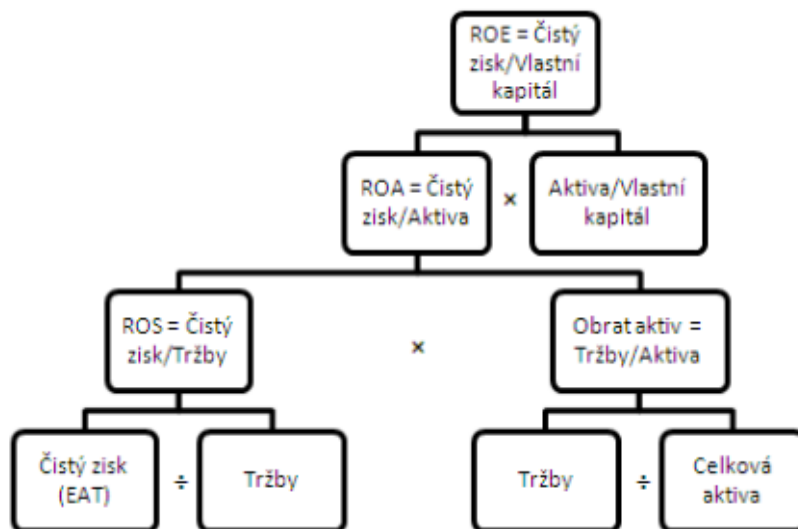 ROE = Čistý
zisk/Vlastní
kapitál
ROA = Čistý
zisk/Aktiva
×
Aktiva/Vlastní
kapitál
ROS = Čistý
zisk/Tržby
×
Obrat aktiv =
Tržby/Aktiva
Čistý zisk
(EAT)
÷
Tržby
Tržby
÷
Celková
aktiva